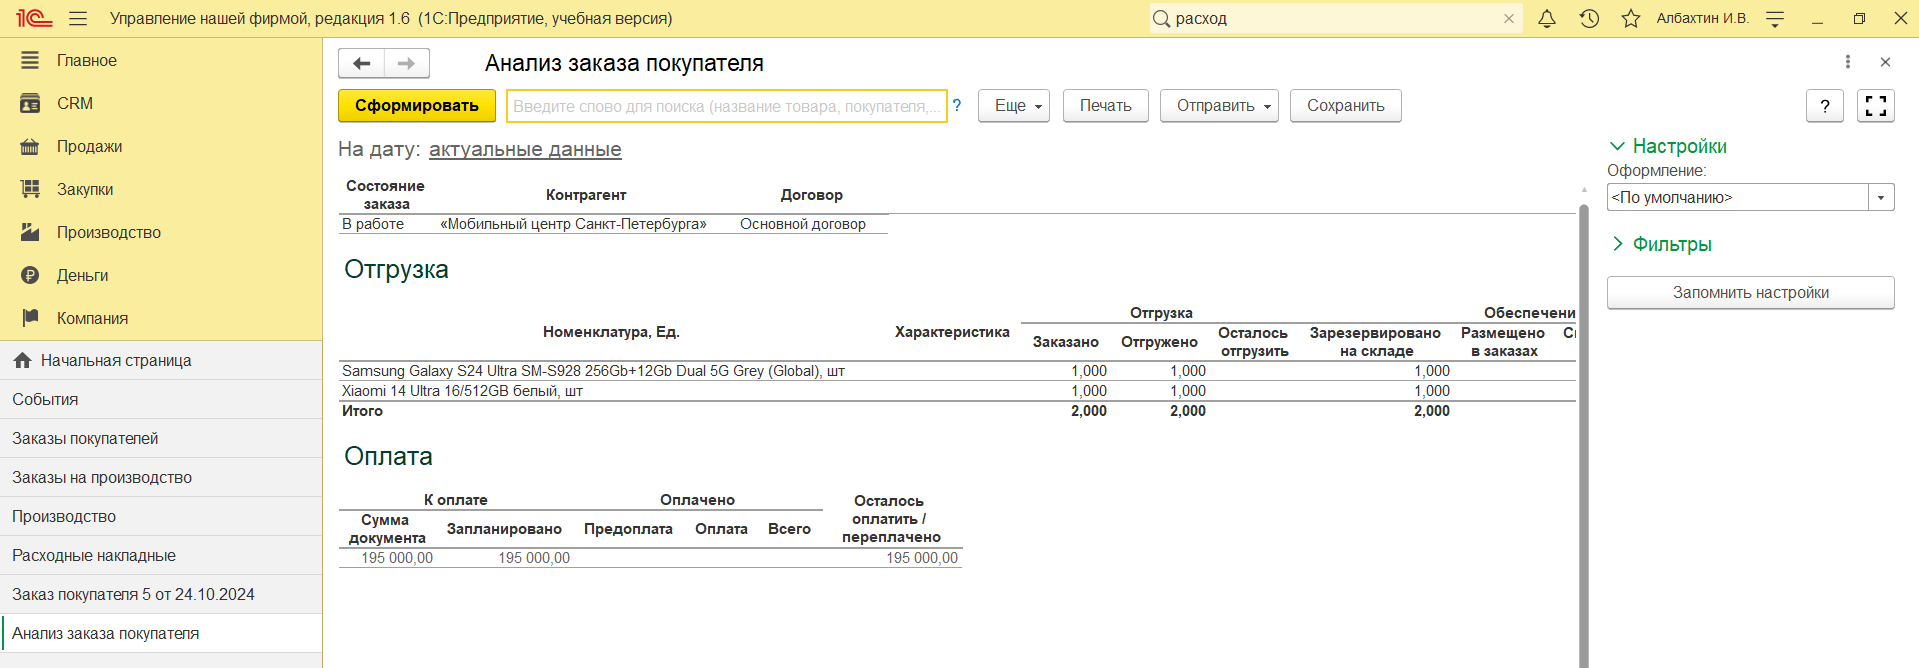 1С Управление нашей фирмой, редакция 1.6 (1С:Предприятие, учебная версия)
расход
Албахтин И.В.
Главное
CRM
Продажи
Закупки
Производство
Деньги
Компания
Начальная страница
События
Заказы покупателей
Заказы на производство
Производство
Расходные накладные
Заказ покупателя 5 от 24.10.2024
Анализ заказа покупателя
Анализ заказа покупателя
Сформировать
Введите слово для поиска (название товара, покупателя,...
?
Еще
Печать
Отправить
Сохранить
?
На дату: актуальные данные
Состояние заказа Контрагент Договор
В работе «Мобильный центр Санкт-Петербурга» Основной договор
Отгрузка
Отгрузка Обеспечени
Номенклатура, Ед. Характеристика Заказано Отгружено Осталось отгрузить Зарезервировано на складе Размещено в заказах
Samsung Galaxy S24 Ultra SM-S928 256Gb+12Gb Dual 5G Grey (Global), шт 1,000 1,000 1,000
Xiaomi 14 Ultra 16/512GB белый, шт 1,000 1,000 1,000
Итого 2,000 2,000 2,000
Оплата
К оплате Оплачено Осталось оплатить / переплачено
Сумма документа Запланировано Предоплата Оплата Всего
195 000,00 195 000,00 195 000,00
Настройки
Оформление:
<По умолчанию>
Фильтры
Запомнить настройки